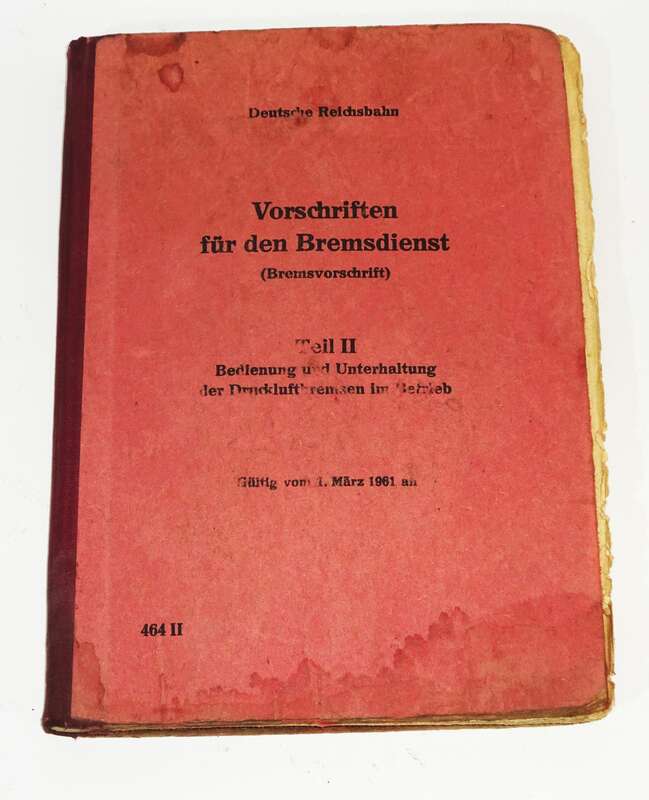 Deutsche Reichsbahn
Vorschriften
für den Bremsdienst
(Bremsvorschrift)
Teil II
Bedienung und Unterhaltung
der Druckluftbremsen im Betrieb
Gültig vom 1. März 1961 an
464 II